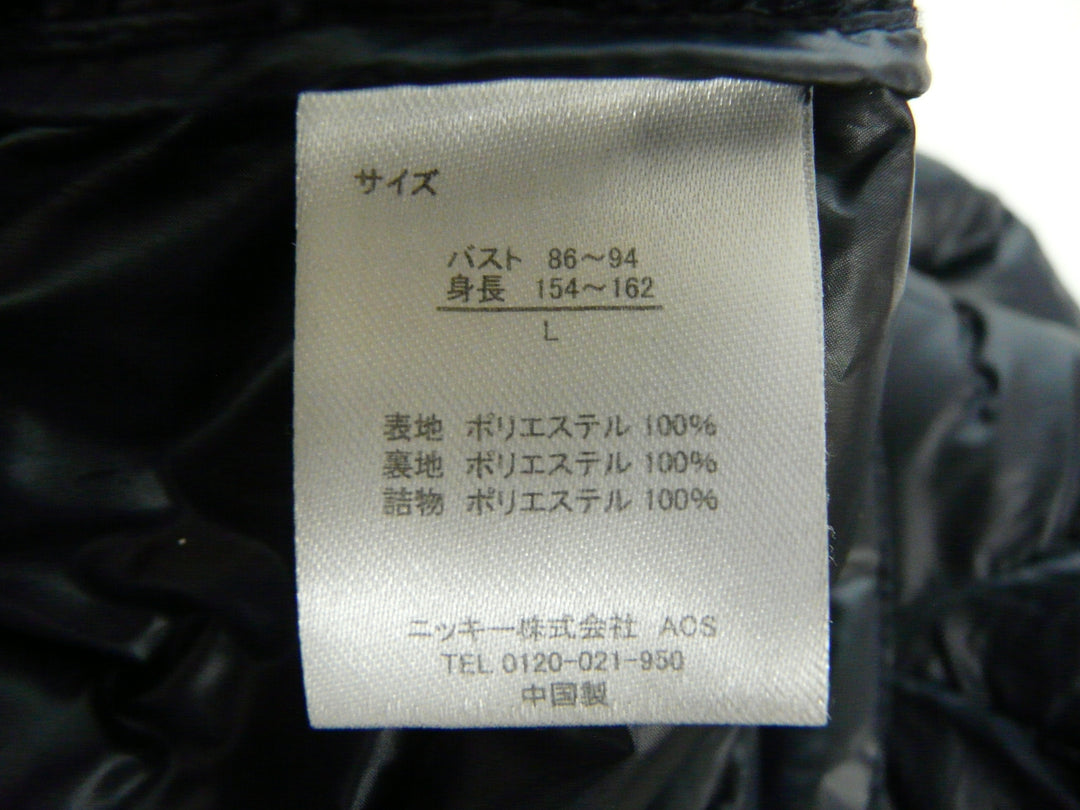 サイズ
バスト 86～94
身長 154～162
L
表地 ポリエステル 100%
裏地 ポリエステル 100%
詰物 ポリエステル 100%
ニッキー株式会社 ACS
TEL 0120-021-950
中国製